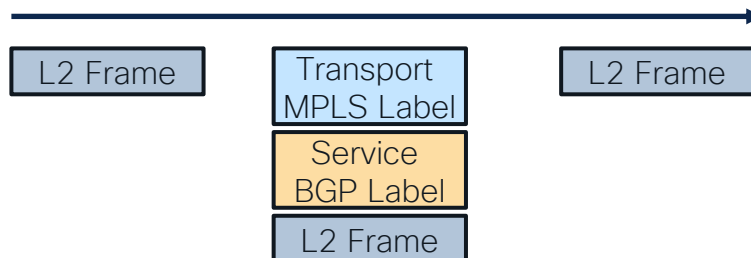 L2 Frame
Transport
MPLS Label
Service
BGP Label
L2 Frame
L2 Frame